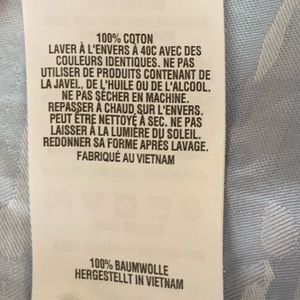 100% COTON
LAVER À L'ENVERS À 40C AVEC DES
COULEURS IDENTIQUES. NE PAS
UTILISER DE PRODUITS CONTENANT DE
LA JAVEL, DE L'HUILE OU DE L'ALCOOL.
NE PAS SÉCHER EN MACHINE.
REPASSER À CHAUD SUR L'ENVERS.
PEUT ÊTRE NETTOYÉ À SEC. NE PAS
LAISSER À LA LUMIÈRE DU SOLEIL.
REDONNER SA FORME APRÈS LAVAGE.
FABRIQUÉ AU VIETNAM
100% BAUMWOLLE
HERGESTELLT IN VIETNAM